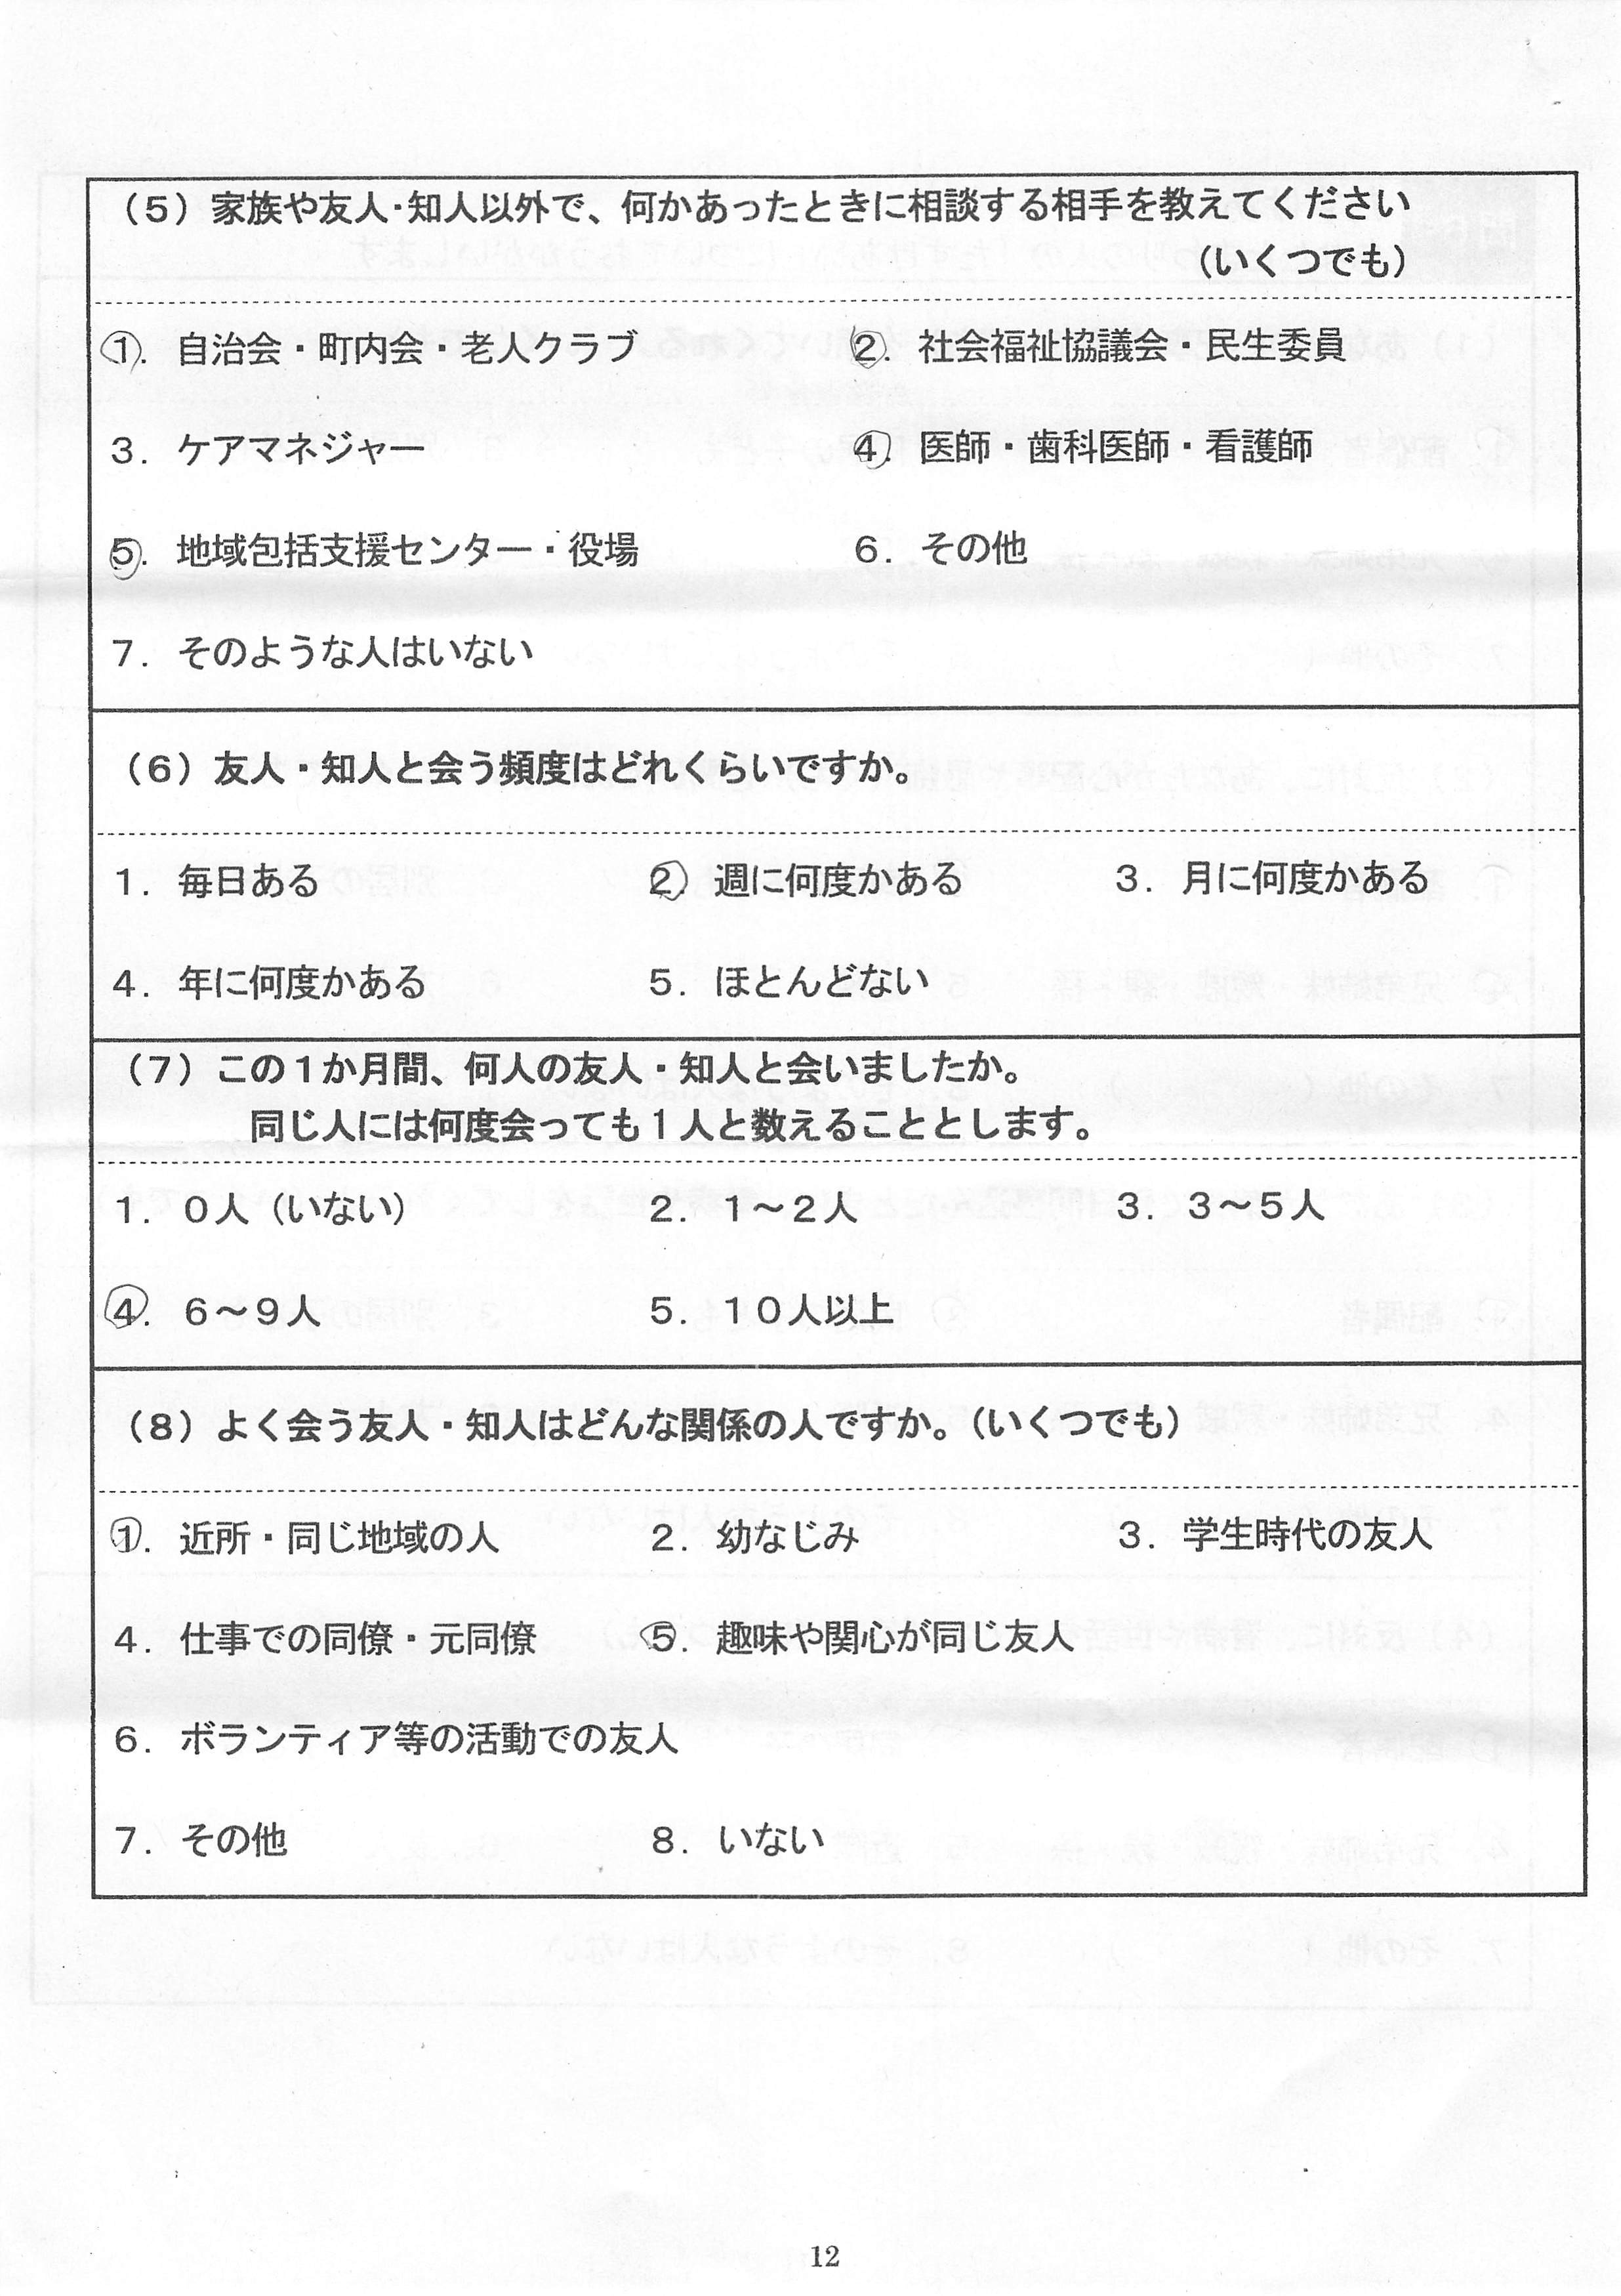 （5）家族や友人・知人以外で、何かあったときに相談する相手を教えてください
（いくつでも）
①．自治会・町内会・老人クラブ　②．社会福祉協議会・民生委員
3．ケアマネジャー　④．医師・歯科医師・看護師
⑤．地域包括支援センター・役場　6．その他
7．そのような人はいない
（6）友人・知人と会う頻度はどれくらいですか。
1．毎日ある　②．週に何度かある　3．月に何度かある
4．年に何度かある　5．ほとんどない
（7）この１か月間、何人の友人・知人と会いましたか。
同じ人には何度会っても１人と数えることとします。
1．０人（いない）　2．１～２人　3．３～５人
④．６～９人　5．１０人以上
（8）よく会う友人・知人はどんな関係の人ですか。（いくつでも）
①．近所・同じ地域の人　2．幼なじみ　3．学生時代の友人
4．仕事での同僚・元同僚　⑤．趣味や関心が同じ友人
6．ボランティア等の活動での友人
7．その他　8．いない
12